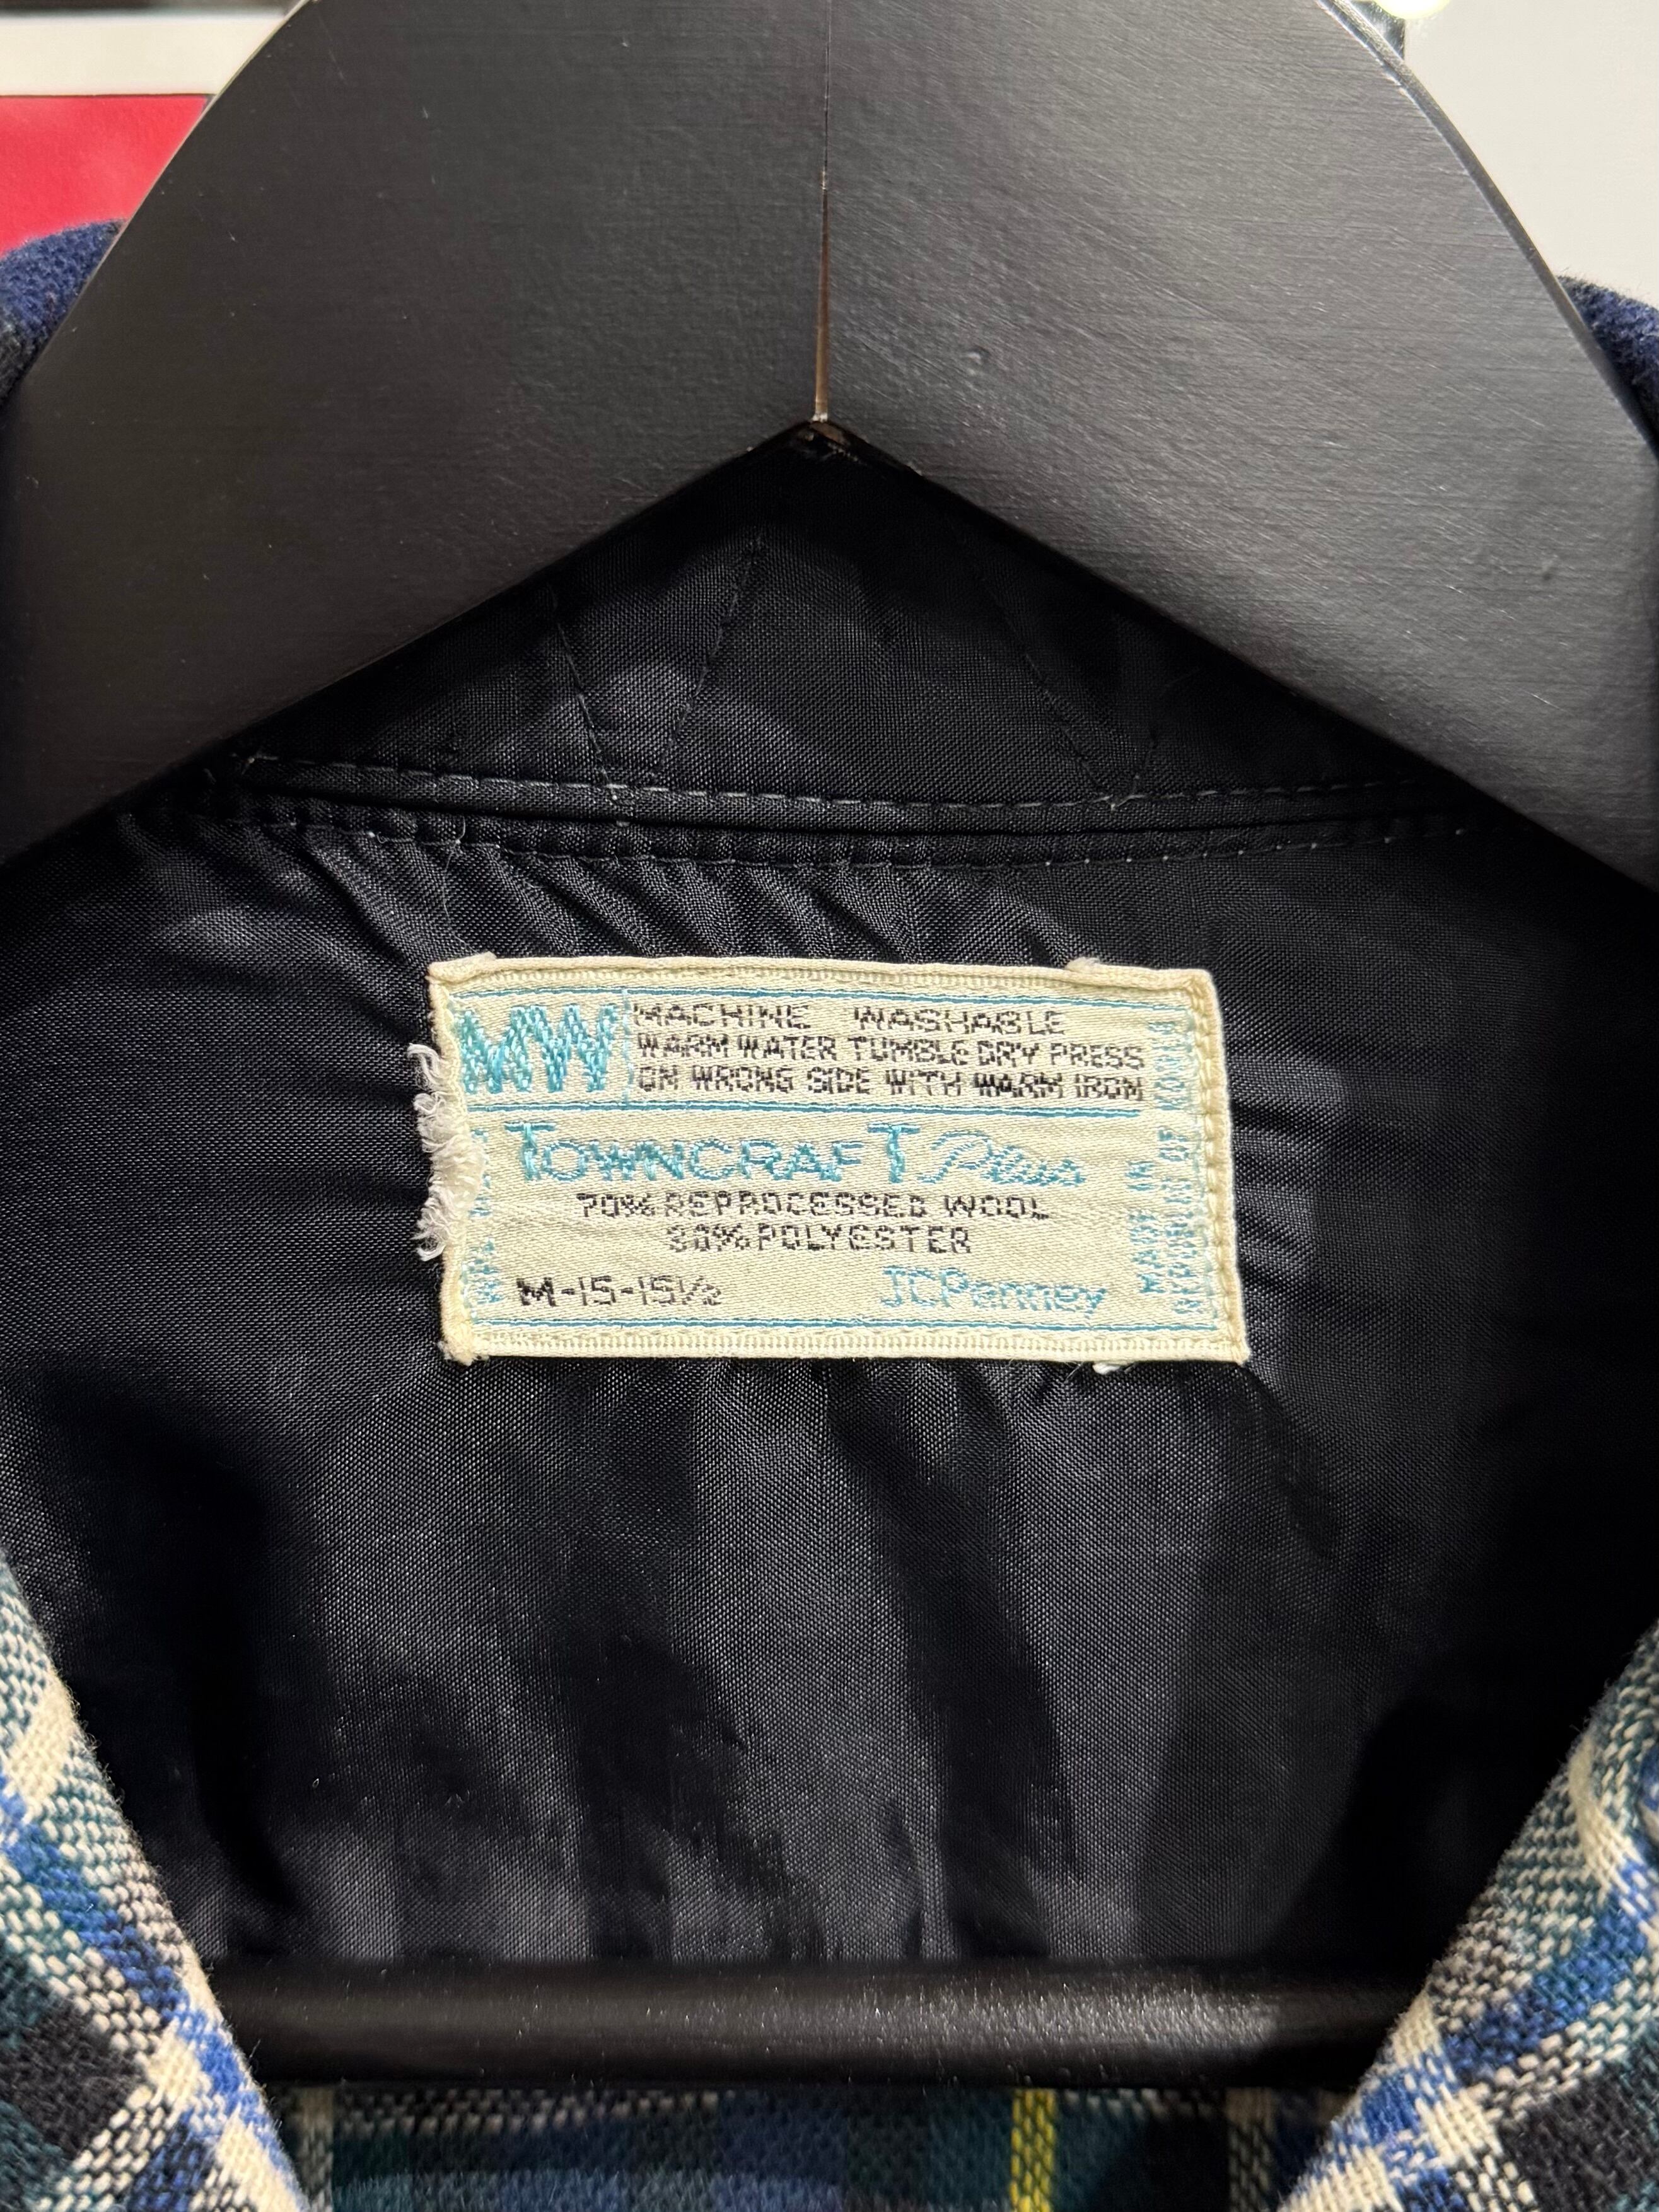 MW
MACHINE WASHABLE
WARM WATER TUMBLE DRY PRESS
ON WRONG SIDE WITH WARM IRON
TOWNCRAFT Plus
70% REPROCESSED WOOL
30% POLYESTER
M-15-15½
JCPenney
MADE IN
REPUBLIC OF KOREA